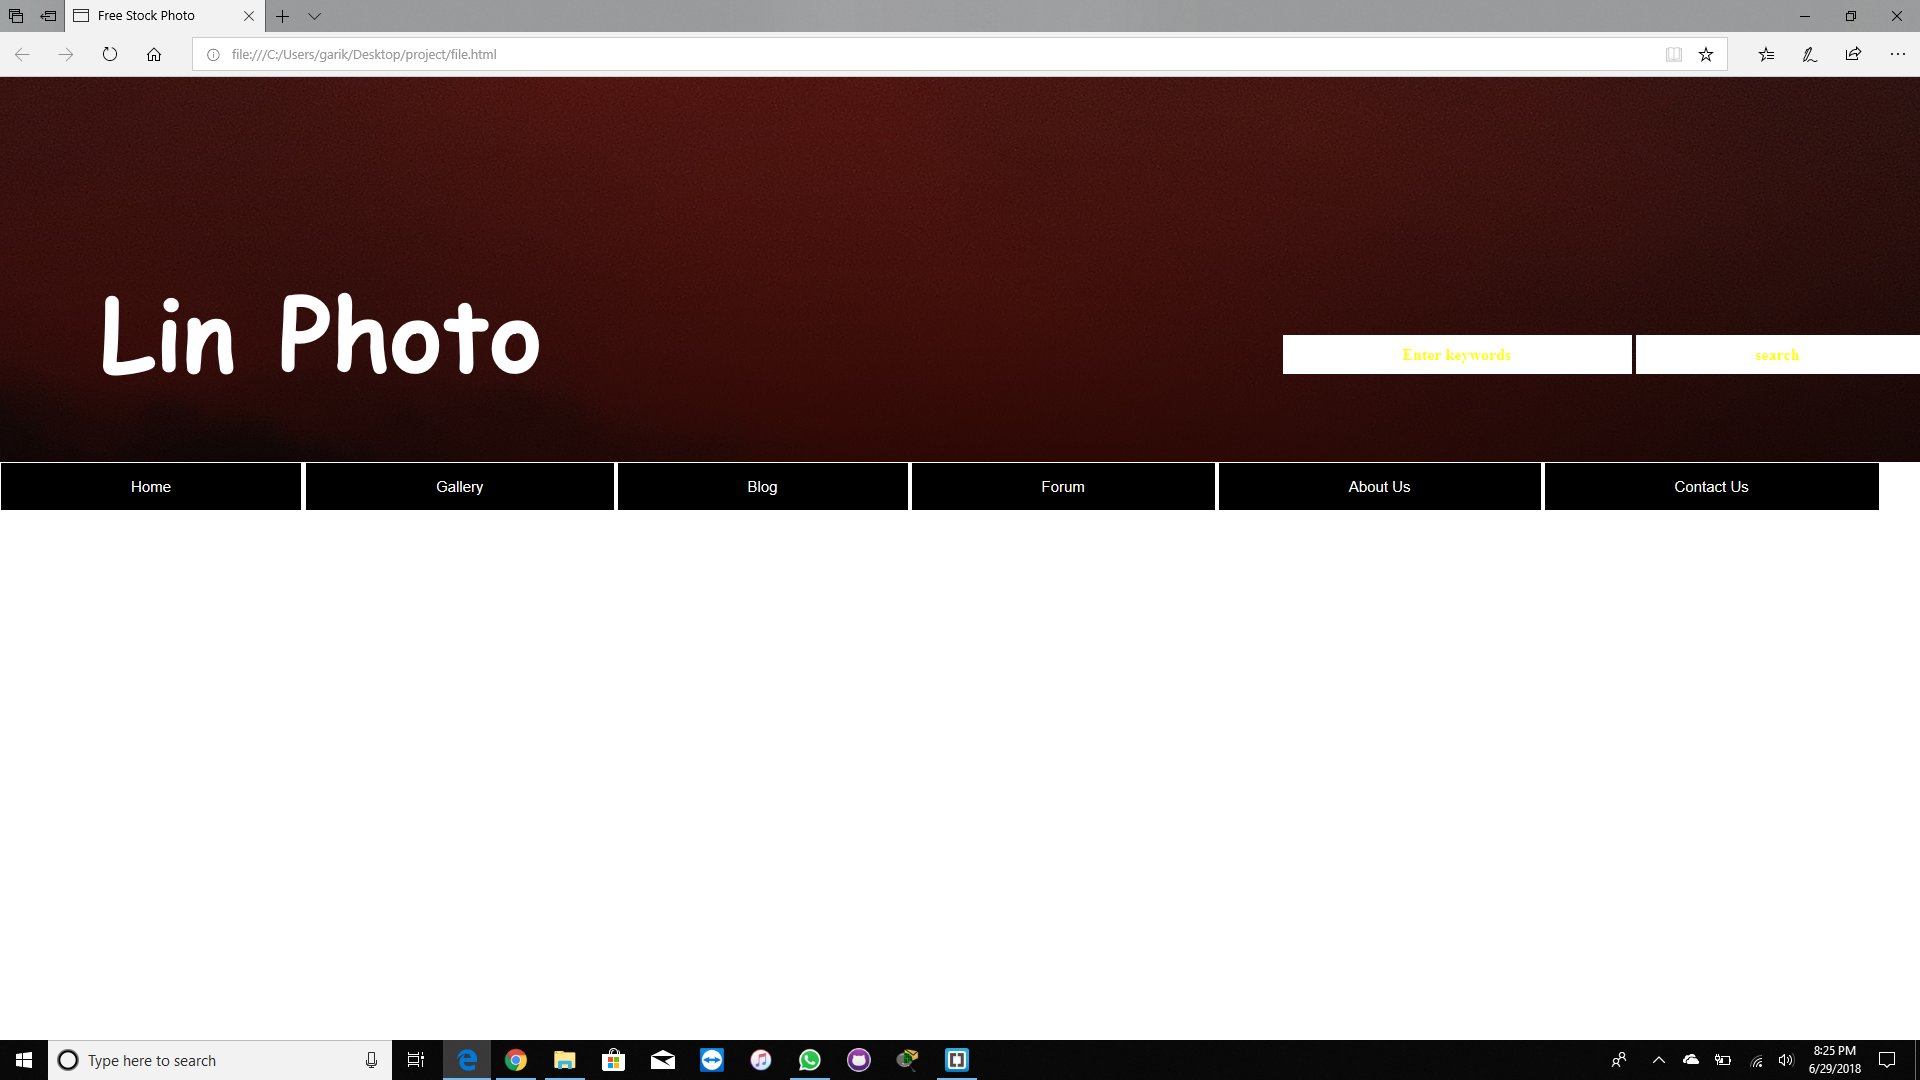 Free Stock Photo
file:///C:/Users/garik/Desktop/project/file.html
Lin Photo
Enter keywords
search
Home
Gallery
Blog
Forum
About Us
Contact Us
Type here to search
8:25 PM
6/29/2018